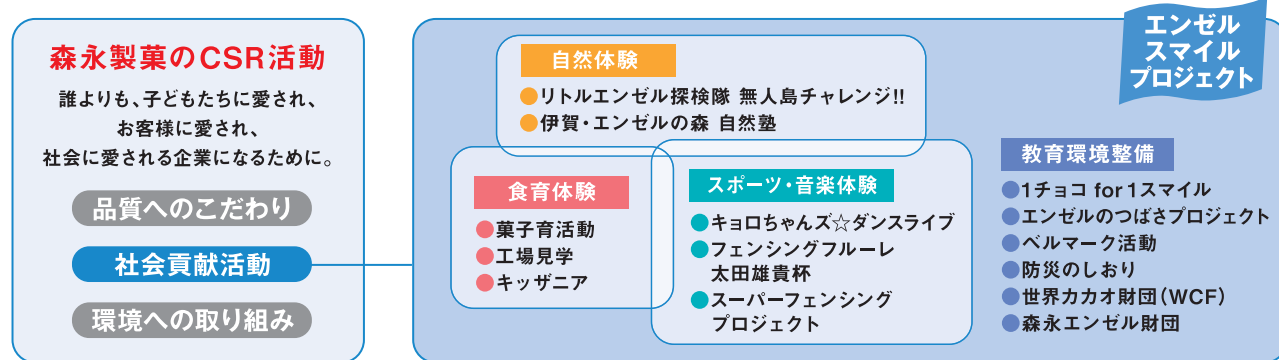 森永製菓のCSR活動
誰よりも、子どもたちに愛され、
お客様に愛され、
社会に愛される企業になるために。
品質へのこだわり
社会貢献活動
環境への取り組み
エンゼル
スマイル
プロジェクト
自然体験
●リトルエンゼル探検隊 無人島チャレンジ!!
●伊賀・エンゼルの森 自然塾
食育体験
●菓子育活動
●工場見学
●キッザニア
スポーツ・音楽体験
●キョロちゃんズ☆ダンスライブ
●フェンシングフルーレ
太田雄貴杯
●スーパーフェンシング
プロジェクト
教育環境整備
●1チョコ for 1スマイル
●エンゼルのつばさプロジェクト
●ベルマーク活動
●防災のしおり
●世界カカオ財団(WCF)
●森永エンゼル財団